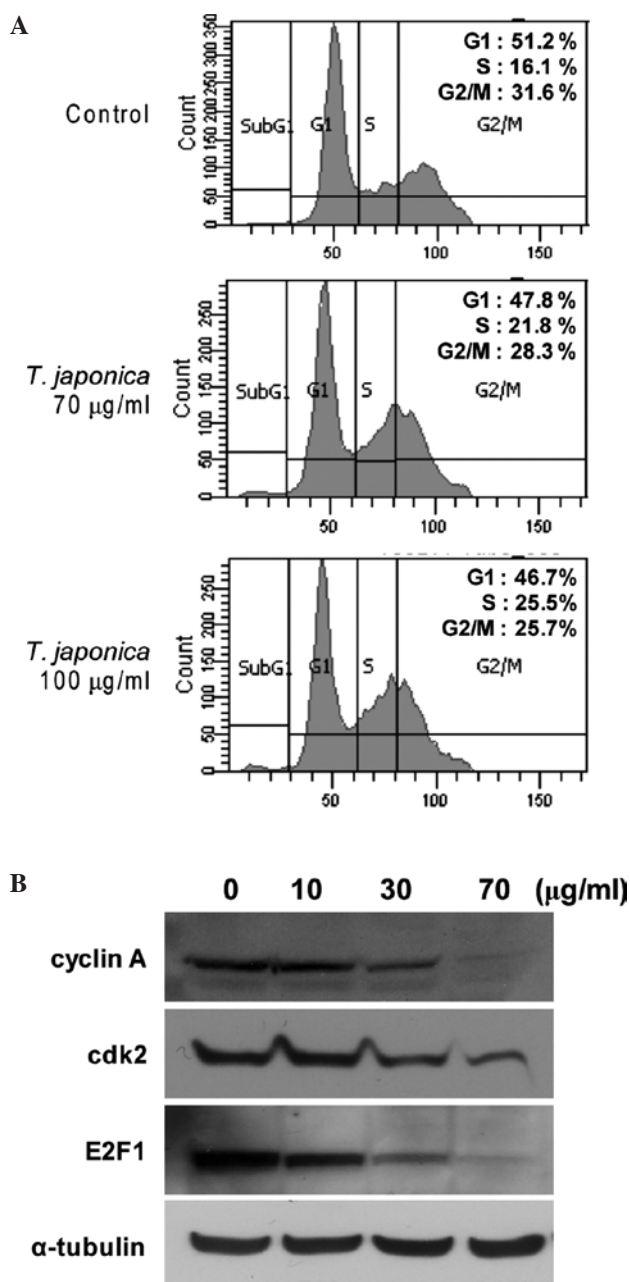 A
Control
Count
350
300
250
200
150
100
50
0
SubG1 G1 S G2/M
G1 : 51.2 %
S : 16.1 %
G2/M : 31.6 %
50 100 150
T. japonica
70 μg/ml
Count
250
200
150
100
50
0
SubG1 G1 S G2/M
G1 : 47.8 %
S : 21.8 %
G2/M : 28.3 %
50 100 150
T. japonica
100 μg/ml
Count
250
200
150
100
50
0
SubG1 G1 S G2/M
G1 : 46.7%
S : 25.5%
G2/M : 25.7%
50 100 150
B
0 10 30 70 (μg/ml)
cyclin A
cdk2
E2F1
α-tubulin